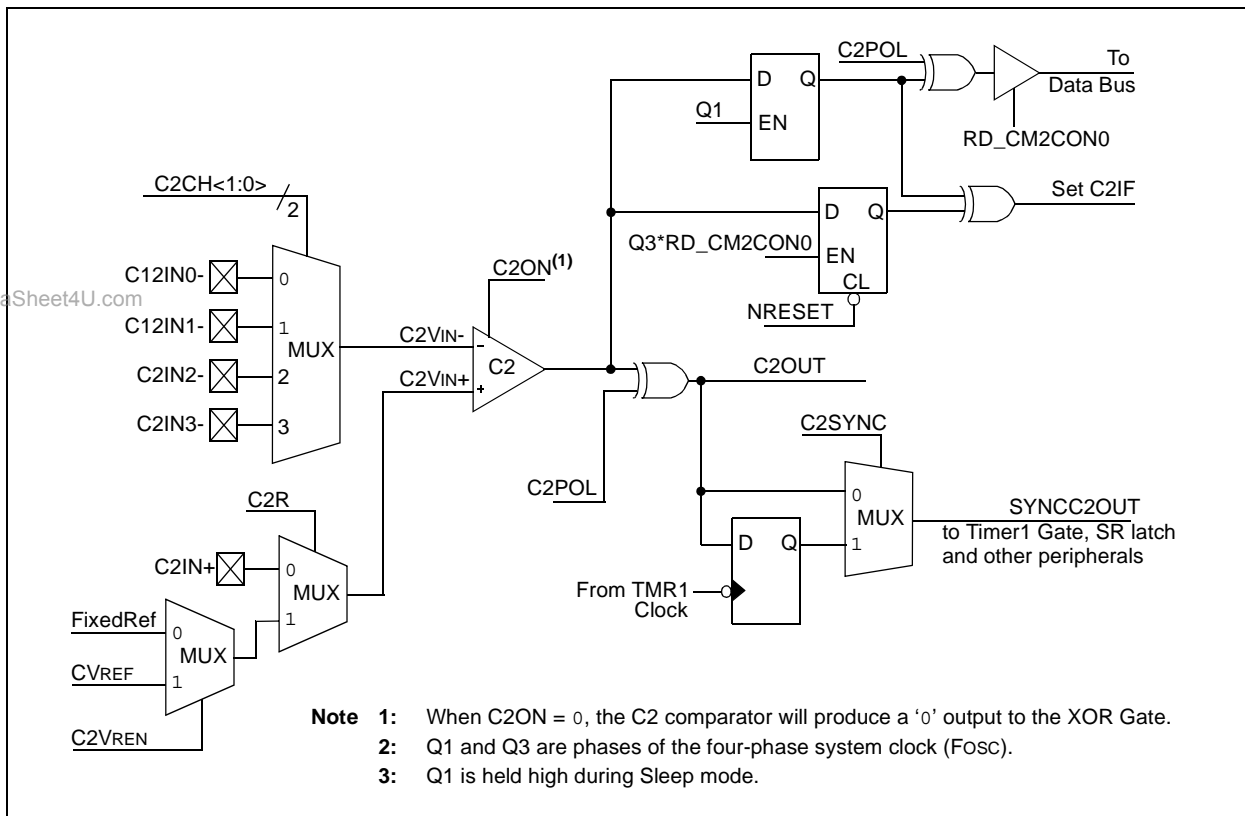 C2POL
To
Data Bus
D Q
Q1
EN
RD_CM2CON0
C2CH<1:0>
2
Set C2IF
D Q
Q3*RD_CM2CON0
EN
CL
NRESET
C2ON(1)
C12IN0-
0
aSheet4U.com
C12IN1-
1
MUX
C2IN2-
2
C2IN3-
3
C2VIN-
-
C2
C2VIN+
+
C2OUT
C2POL
C2SYNC
0
MUX
1
SYNCC2OUT
to Timer1 Gate, SR latch
and other peripherals
D Q
From TMR1
Clock
C2R
C2IN+
0
MUX
1
FixedRef
0
MUX
CVREF
1
C2VREN
Note 1: When C2ON = 0, the C2 comparator will produce a ‘0’ output to the XOR Gate.
2: Q1 and Q3 are phases of the four-phase system clock (FOSC).
3: Q1 is held high during Sleep mode.